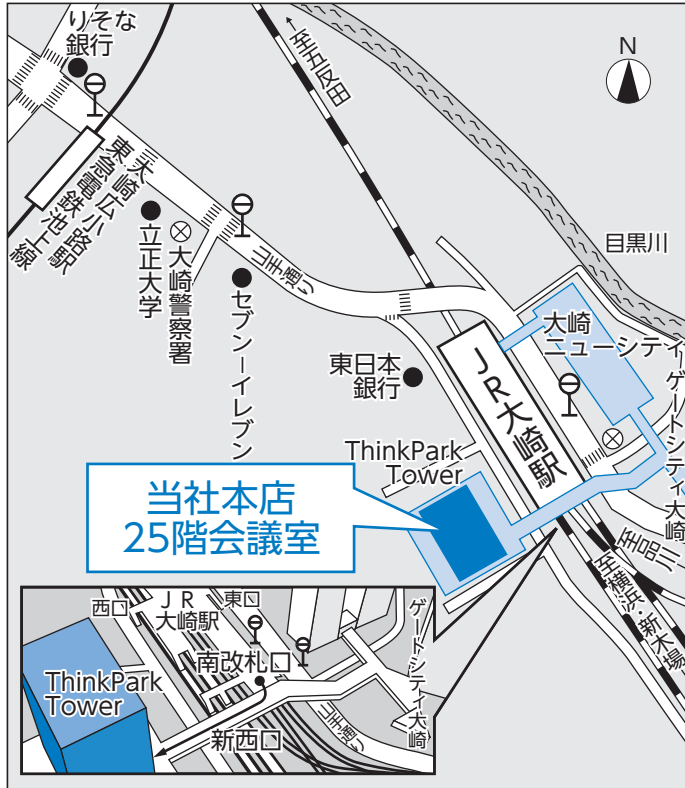 りそな
銀行
←至五反田
N
大崎広小路駅
東急電鉄池上線
立正大学
大崎警察署
セブン-イレブン
山手通り
目黒川
大崎
ニューシティ
ゲートシティ大崎
東日本
銀行
JR大崎駅
ThinkPark
Tower
当社本店
25階会議室
至品川
至横浜・新木場
西口
JR
大崎駅
東口
南改札口
ゲートシティ大崎
ThinkPark
Tower
新西口
山手通り